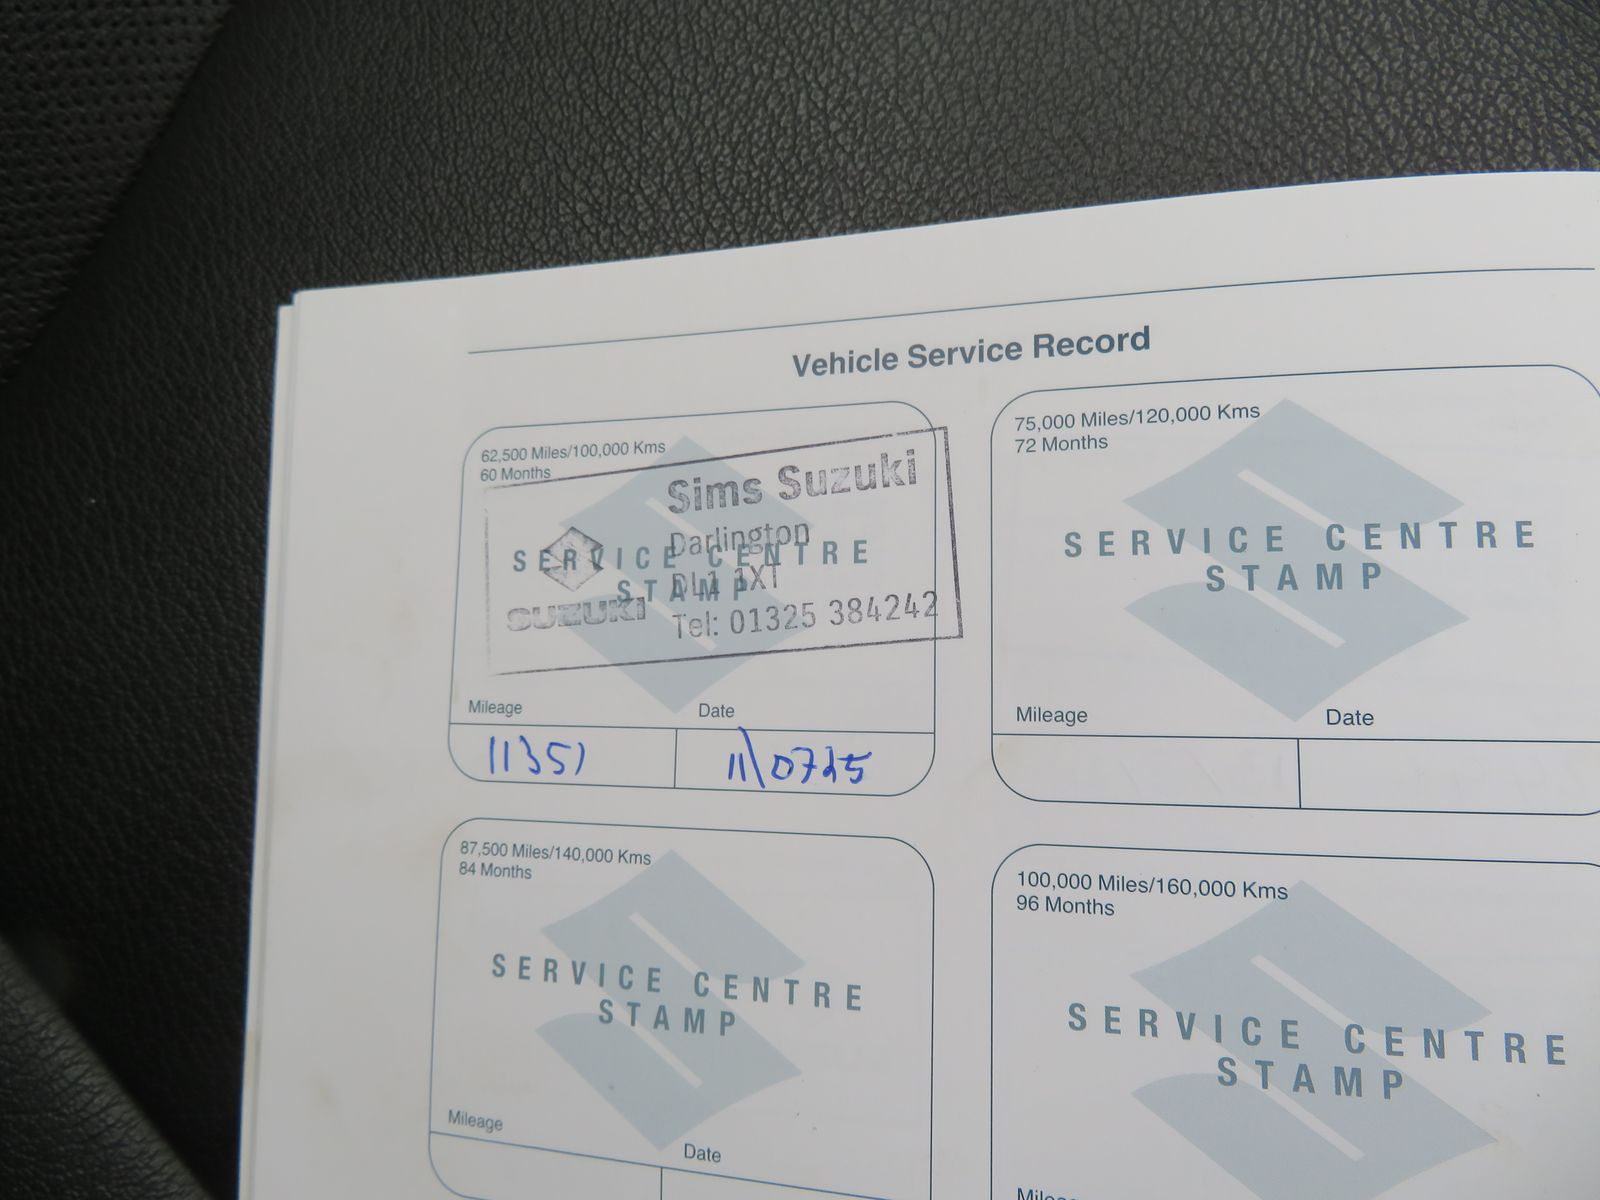 Vehicle Service Record
62,500 Miles/100,000 Kms
60 Months
Sims Suzuki
Darlington
SERVICE CENTRE
STAMP
DL1 1XT
SUZUKI
Tel: 01325 384242
Mileage
Date
11351
11\0725
75,000 Miles/120,000 Kms
72 Months
SERVICE CENTRE
STAMP
Mileage
Date
87,500 Miles/140,000 Kms
84 Months
SERVICE CENTRE
STAMP
Mileage
Date
100,000 Miles/160,000 Kms
96 Months
SERVICE CENTRE
STAMP